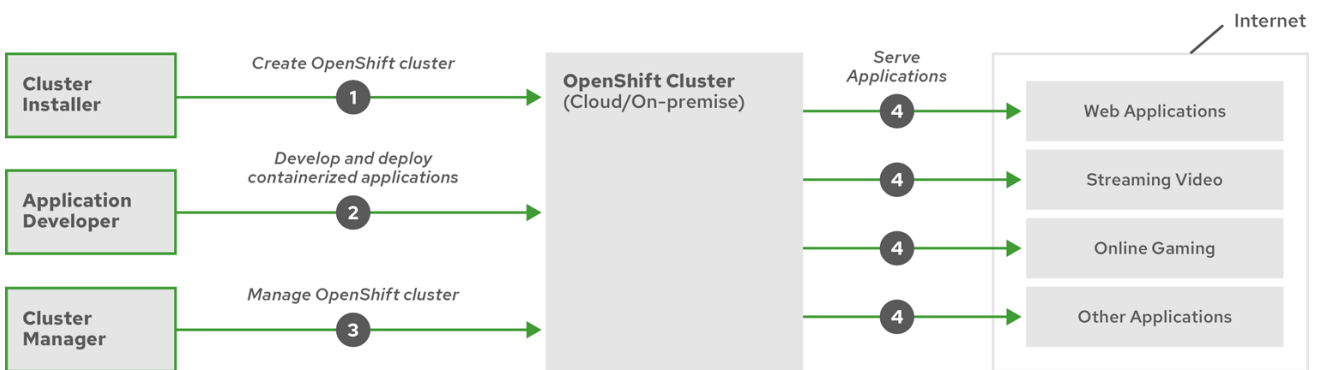 Internet
Cluster
Installer
Create OpenShift cluster
1
OpenShift Cluster
(Cloud/On-premise)
Serve
Applications
4
Web Applications
Application
Developer
Develop and deploy
containerized applications
2
4
Streaming Video
4
Online Gaming
Cluster
Manager
Manage OpenShift cluster
3
4
Other Applications